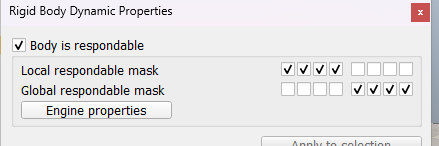 Rigid Body Dynamic Properties
Body is respondable
Local respondable mask
Global respondable mask
Engine properties
Apply to selection